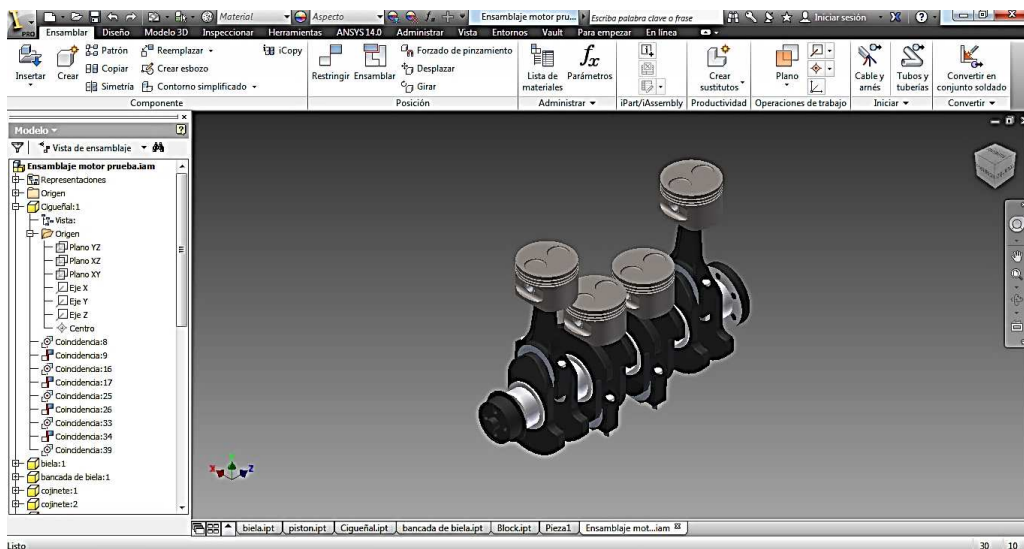 Material Aspecto Ensamblaje motor pru... Escriba palabra clave o frase Iniciar sesión
PRO Ensamblar Diseño Modelo 3D Inspeccionar Herramientas ANSYS 14.0 Administrar Vista Entornos Vault Para empezar En línea
Insertar
Crear
Patrón
Copiar
Simetría
Reemplazar
Crear esbozo
Contorno simplificado
iCopy
Restringir
Ensamblar
Forzado de pinzamiento
Desplazar
Girar
Lista de materiales
fx Parámetros
Crear sustitutos
Plano
Cable y arnés
Tubos y tuberías
Convertir en conjunto soldado
Componente Posición Administrar iPart/iAssembly Productividad Operaciones de trabajo Iniciar Convertir
Modelo
Vista de ensamblaje
Ensamblaje motor prueba.iam
Representaciones
Origen
Cigueñal:1
Vista:
Origen
Plano YZ
Plano XZ
Plano XY
Eje X
Eje Y
Eje Z
Centro
Coincidencia:8
Coincidencia:9
Coincidencia:16
Coincidencia:17
Coincidencia:25
Coincidencia:26
Coincidencia:33
Coincidencia:34
Coincidencia:39
biela:1
bancada de biela:1
cojinete:1
cojinete:2
X Z
biela.ipt piston.ipt Cigueñal.ipt bancada de biela.ipt Block.ipt Pieza1 Ensamblaje mot...iam
Listo 30 10